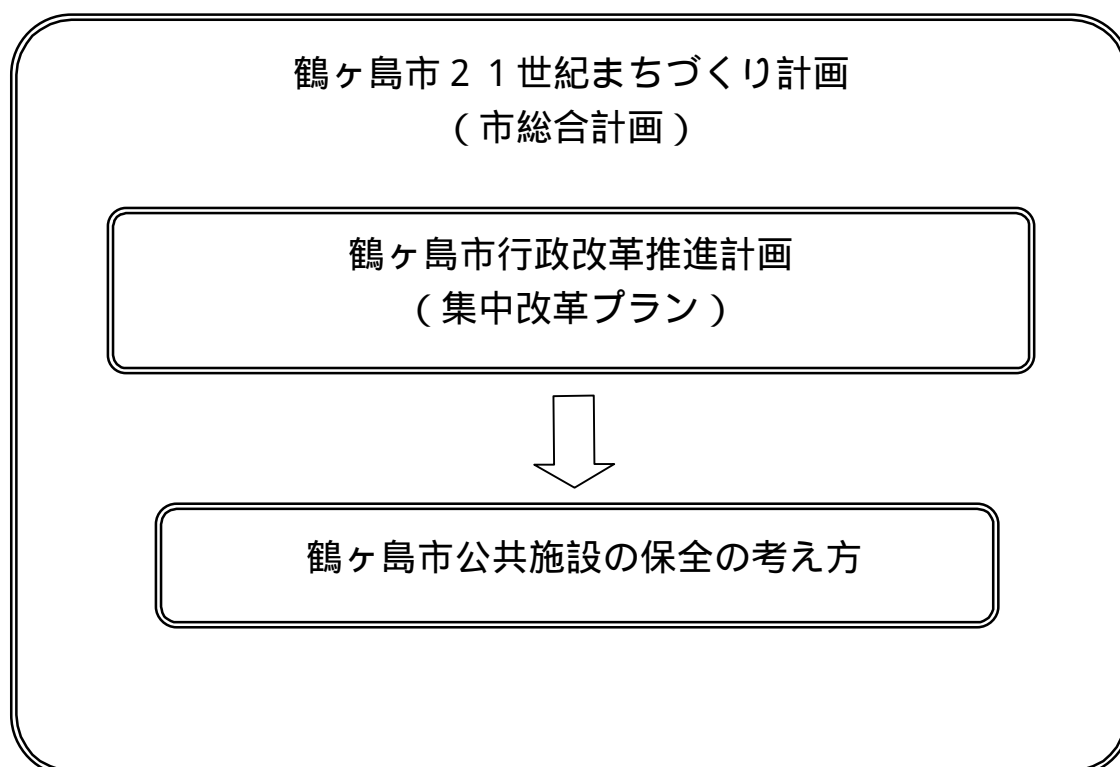 鶴ヶ島市２１世紀まちづくり計画
（市総合計画）
鶴ヶ島市行政改革推進計画
（集中改革プラン）
鶴ヶ島市公共施設の保全の考え方